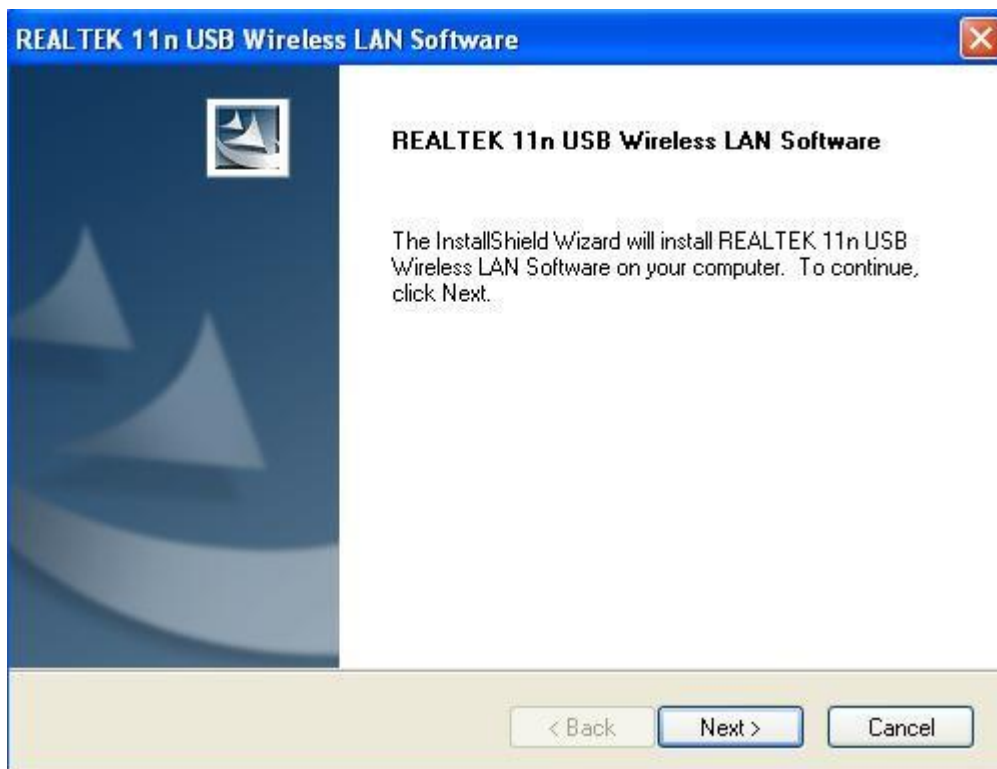 REALTEK 11n USB Wireless LAN Software
REALTEK 11n USB Wireless LAN Software
The InstallShield Wizard will install REALTEK 11n USB
Wireless LAN Software on your computer.  To continue,
click Next.
< Back
Next >
Cancel